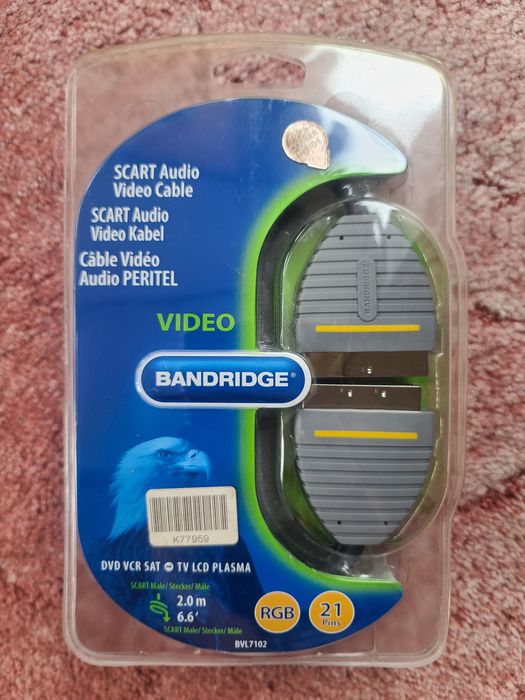 SCART Audio
Video Cable
SCART Audio
Video Kabel
Câble Vidéo
Audio PERITEL
VIDEO
BANDRIDGE®
BANDRIDGE
K77959
DVD VCR SAT TV LCD PLASMA
SCART Male/ Stecker/ Mâle
2.0 m
6.6'
SCART Male/ Stecker/ Mâle
RGB
21
Pins
BVL7102